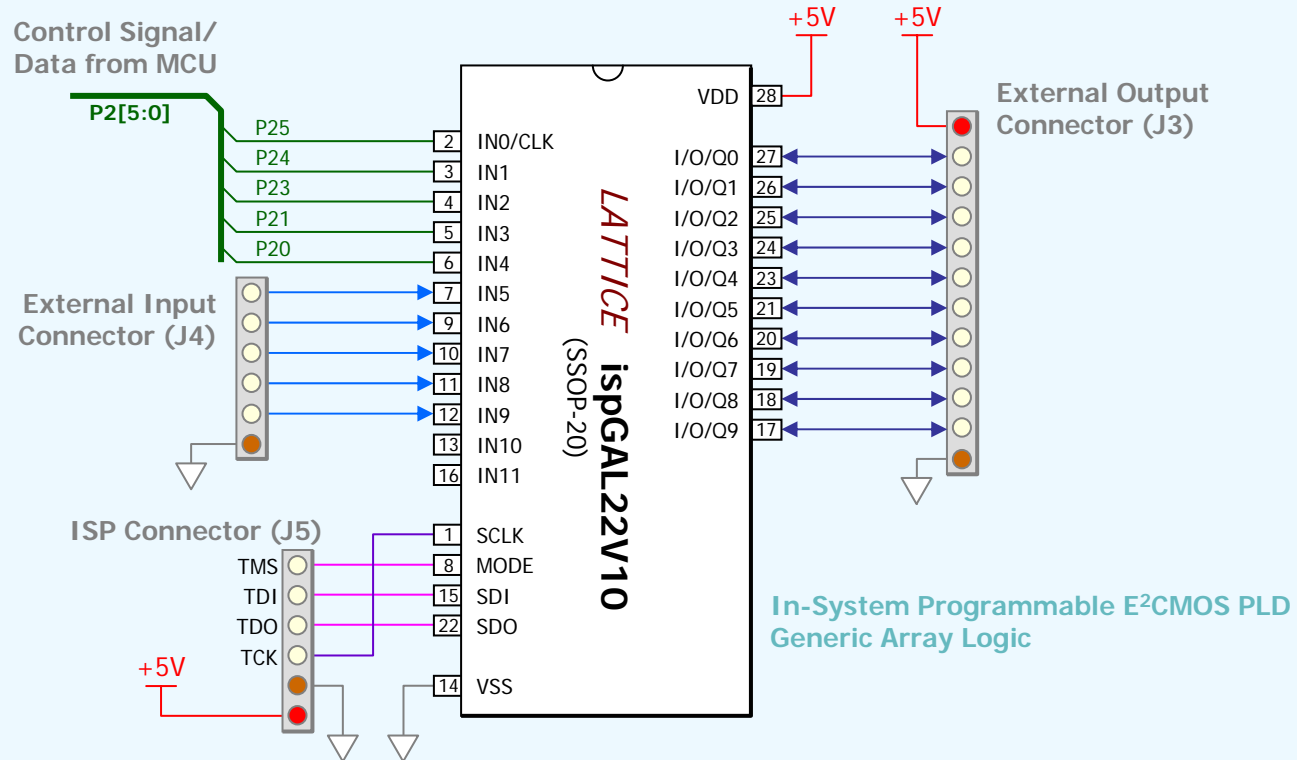 Control Signal/
Data from MCU
P2[5:0]
P25
P24
P23
P21
P20
External Input
Connector (J4)
ISP Connector (J5)
TMS
TDI
TDO
TCK
+5V
2 IN0/CLK
3 IN1
4 IN2
5 IN3
6 IN4
7 IN5
9 IN6
10 IN7
11 IN8
12 IN9
13 IN10
16 IN11
1 SCLK
8 MODE
15 SDI
22 SDO
14 VSS
LATTICE ispGAL22V10
(SSOP-20)
+5V
+5V
VDD 28
I/O/Q0 27
I/O/Q1 26
I/O/Q2 25
I/O/Q3 24
I/O/Q4 23
I/O/Q5 21
I/O/Q6 20
I/O/Q7 19
I/O/Q8 18
I/O/Q9 17
External Output
Connector (J3)
In-System Programmable E²CMOS PLD
Generic Array Logic